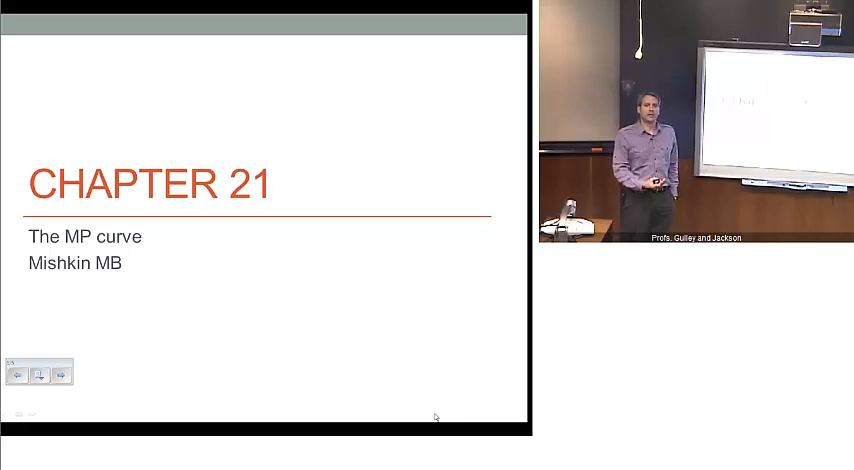 CHAPTER 21
The MP curve
Mishkin MB
Profs. Gulley and Jackson